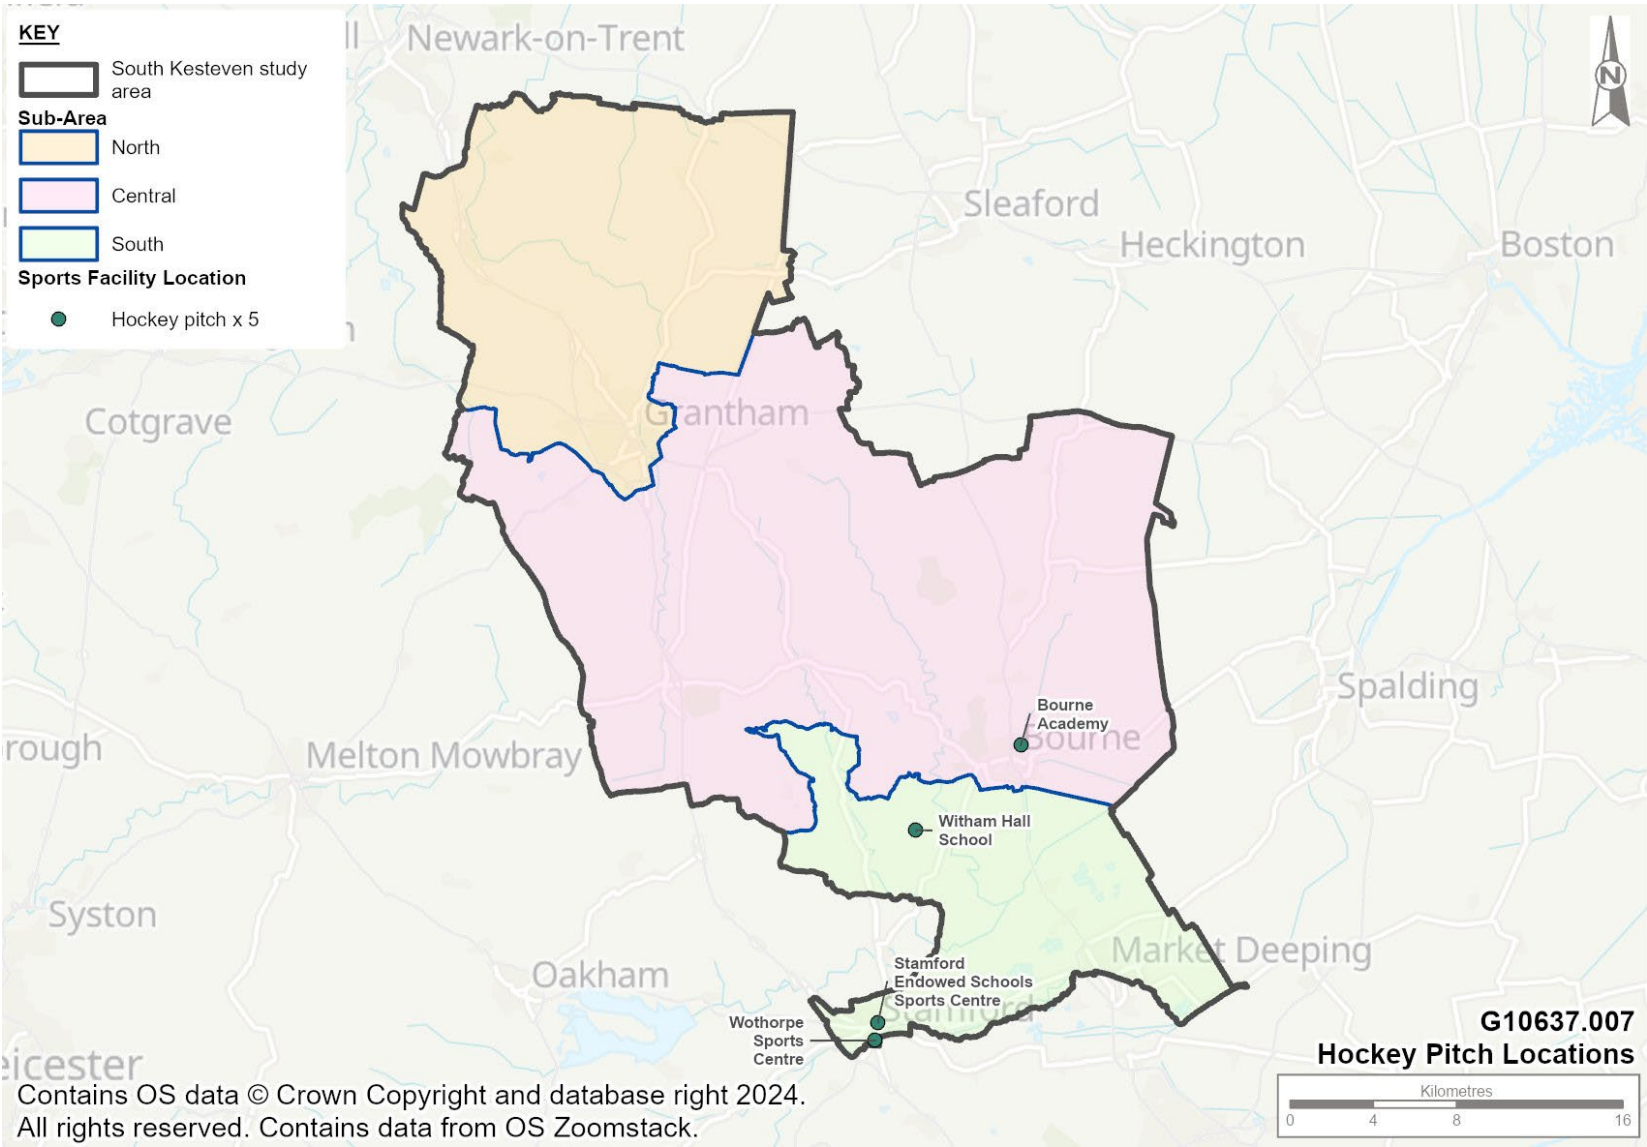 KEY
South Kesteven study
area
Sub-Area
North
Central
South
Sports Facility Location
Hockey pitch x 5
Newark-on-Trent
N
Sleaford
Heckington
Boston
Cotgrave
Grantham
Spalding
Bourne
Academy
Bourne
rough
Melton Mowbray
Witham Hall
School
Syston
Market Deeping
Oakham
Stamford
Endowed Schools
Sports Centre
Stamford
Wothorpe
Sports
Centre
eicester
G10637.007
Hockey Pitch Locations
Kilometres
0 4 8 16
Contains OS data © Crown Copyright and database right 2024.
All rights reserved. Contains data from OS Zoomstack.